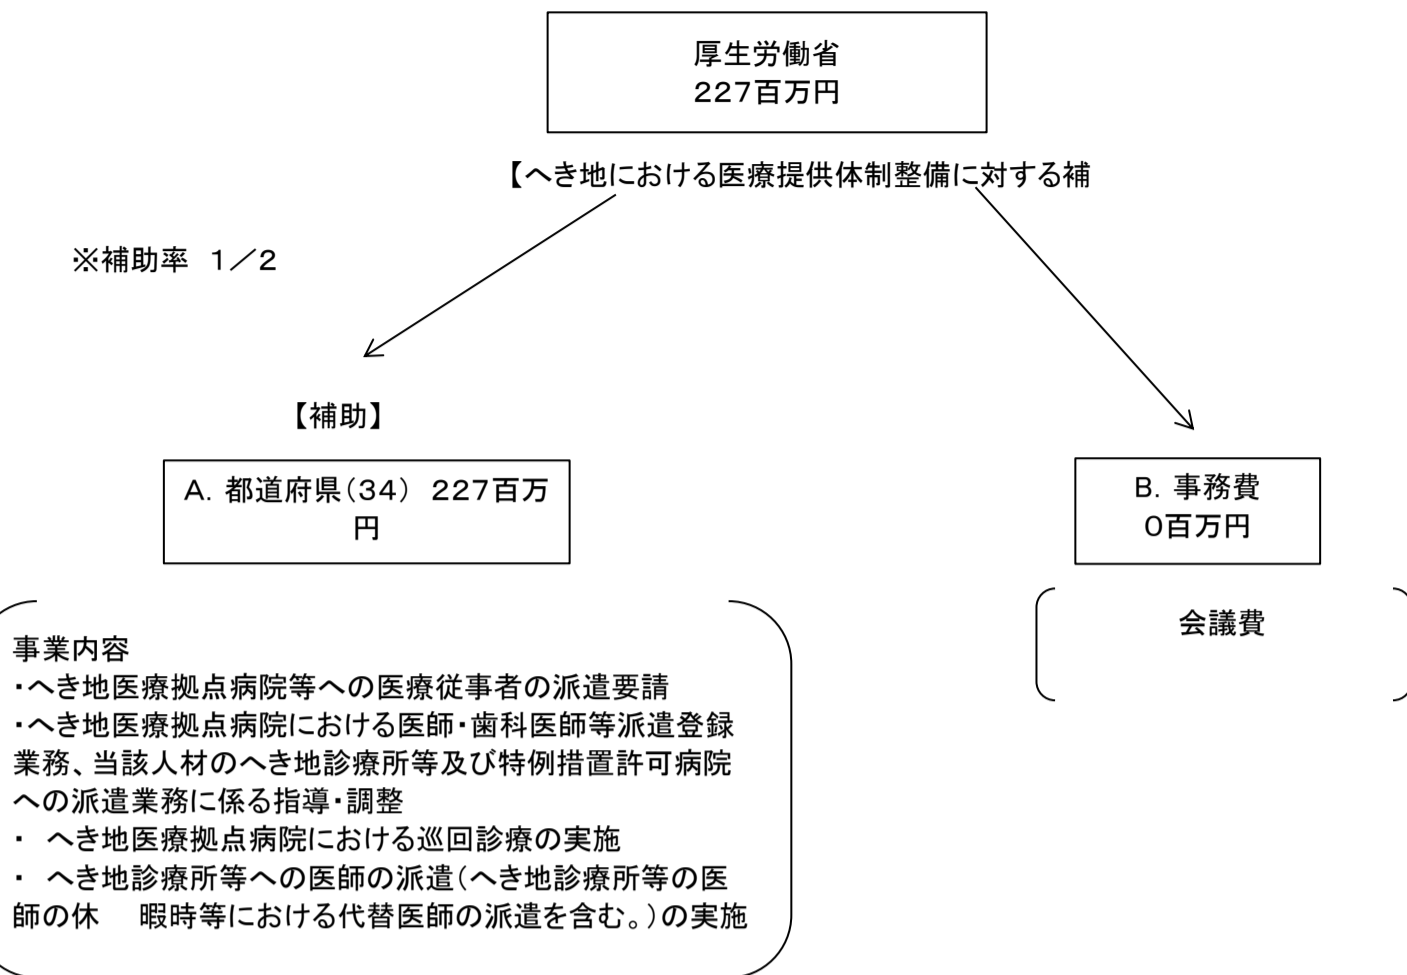 厚生労働省
227百万円
【へき地における医療提供体制整備に対する補
※補助率　1／2
【補助】
A．都道府県（34）　227百万
円
B．事務費
0百万円
会議費
事業内容
・へき地医療拠点病院等への医療従事者の派遣要請
・へき地医療拠点病院における医師・歯科医師等派遣登録
業務、当該人材のへき地診療所等及び特例措置許可病院
への派遣業務に係る指導・調整
・　へき地医療拠点病院における巡回診療の実施
・　へき地診療所等への医師の派遣（へき地診療所等の医
師の休　暇時等における代替医師の派遣を含む。）の実施